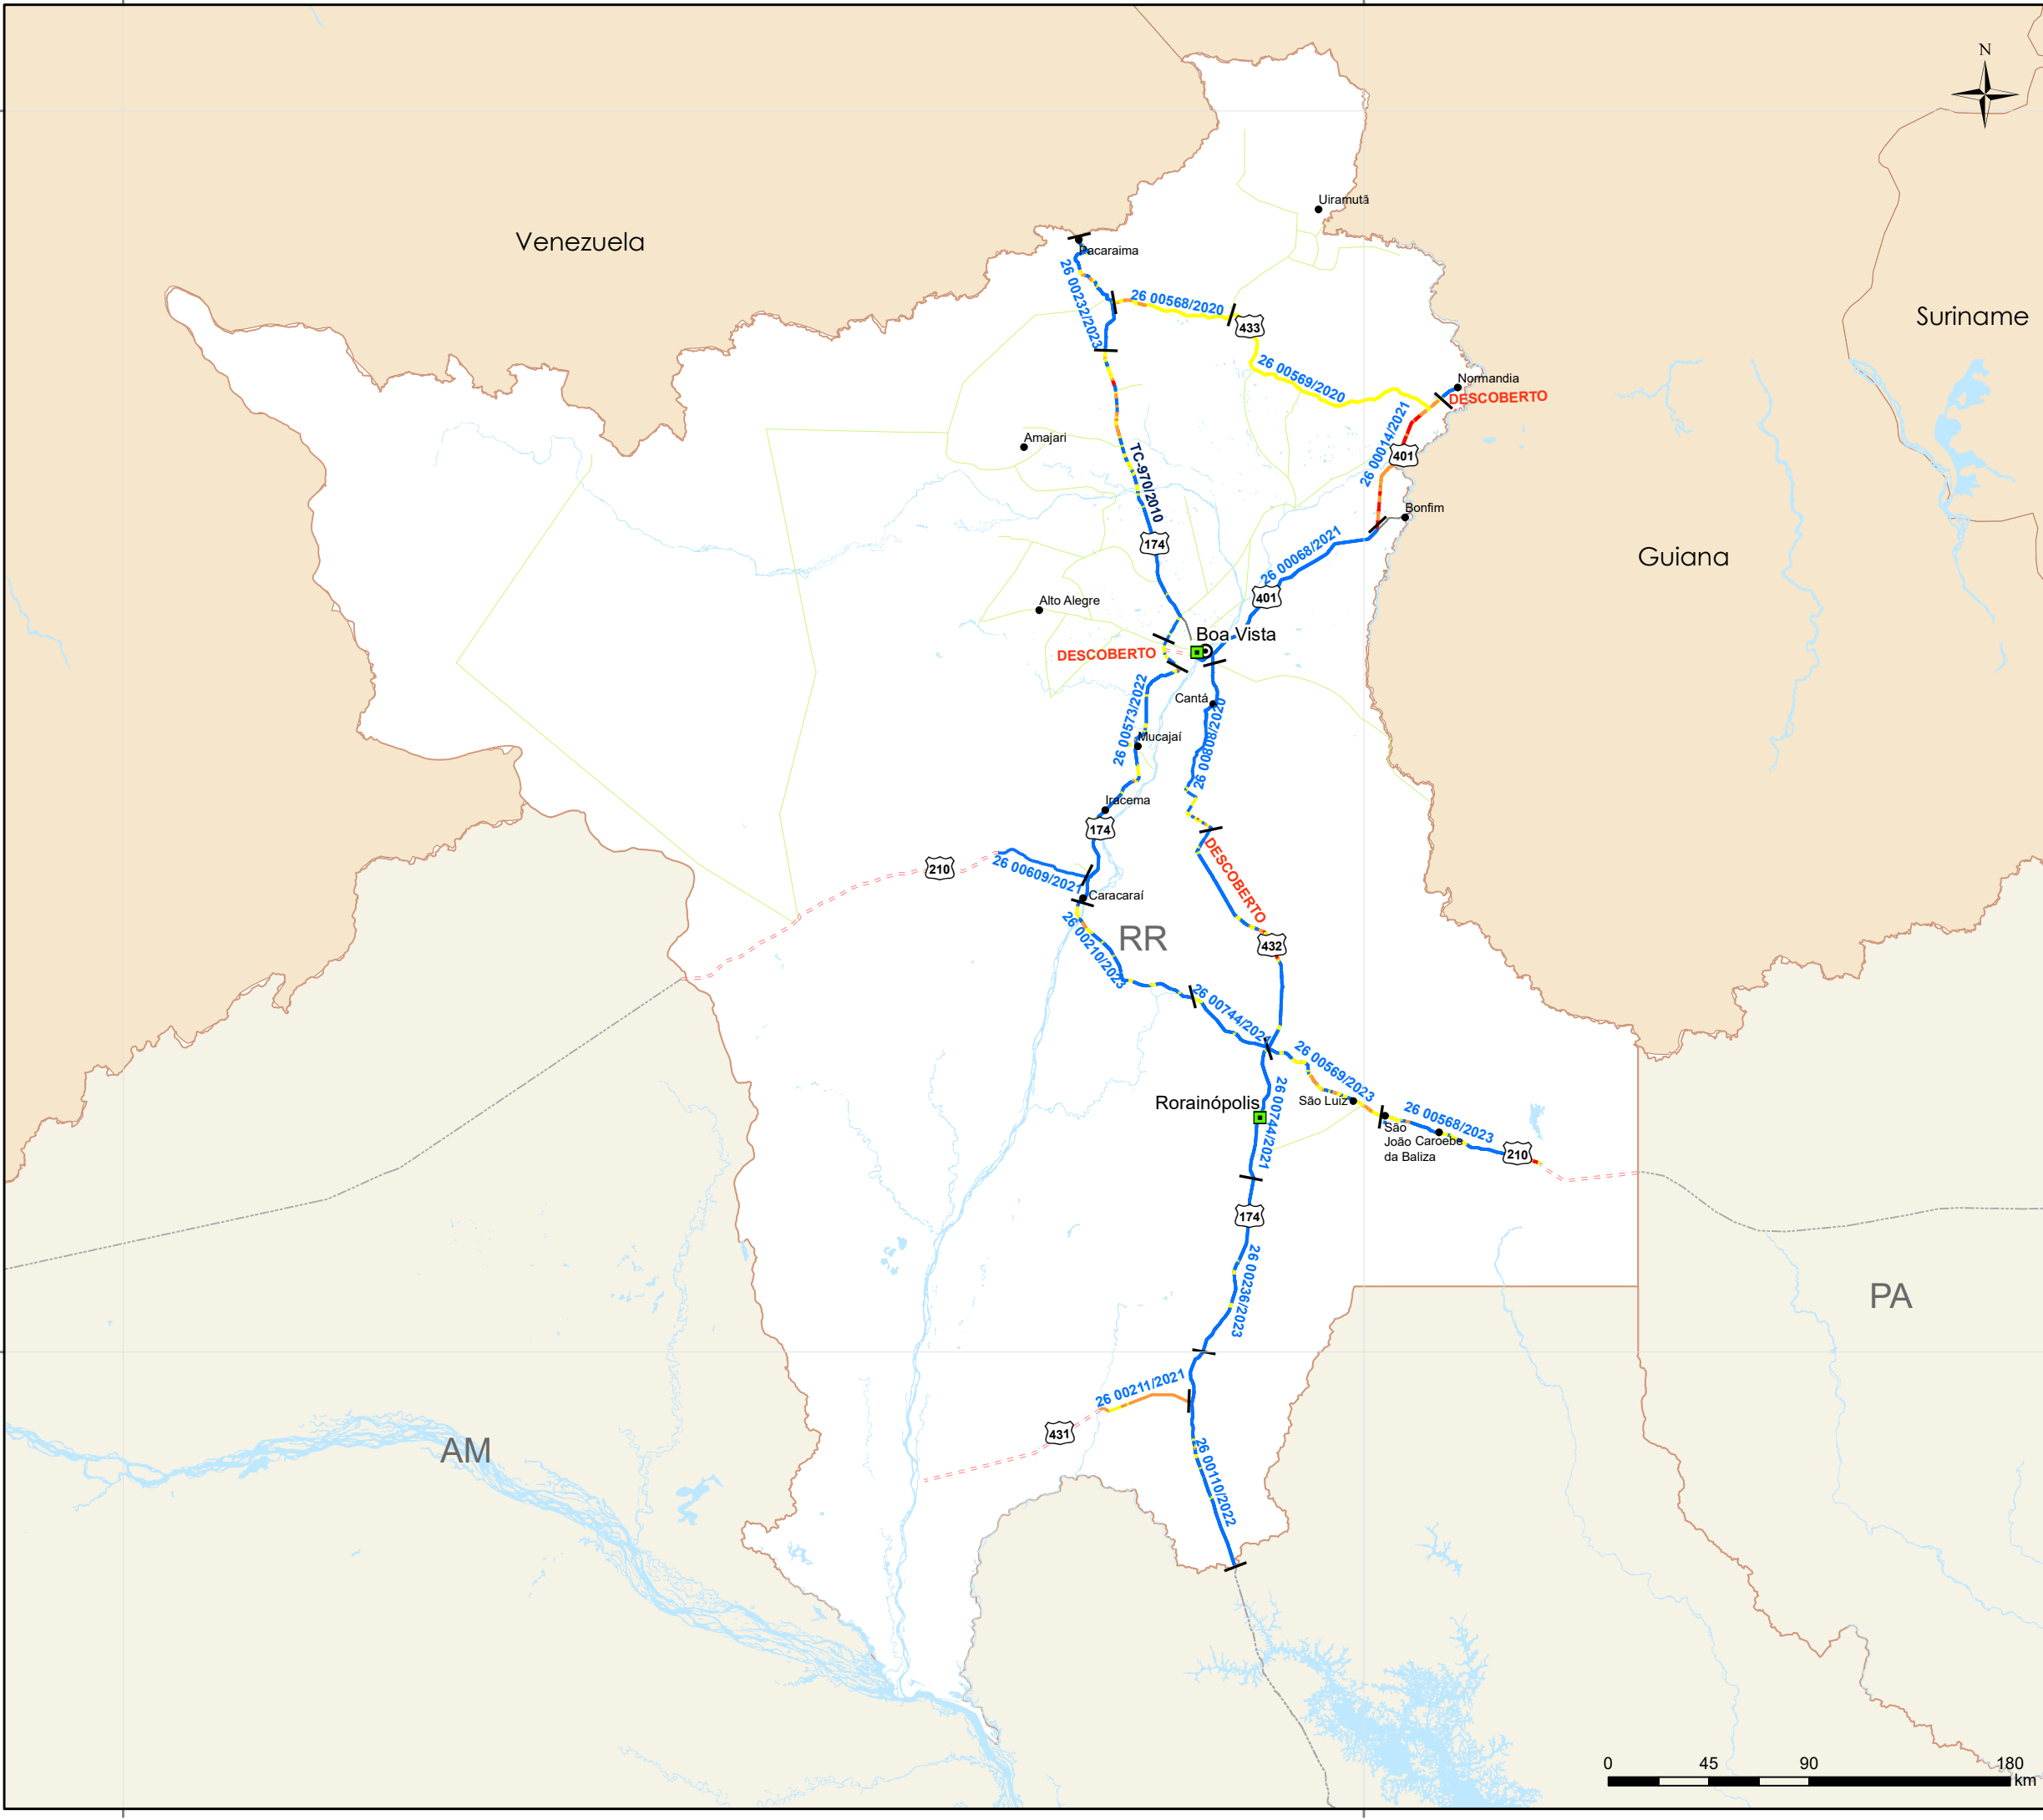 N
Uiramutã
Venezuela
Pacaraima
Suriname
26 00232/2023
26 00568/2020
433
26 00569/2020
Normandia
DESCOBERTO
26 00014/2021
Amajari
401
TC-970/2010
Bonfim
174
Guiana
26 00068/2021
401
Alto Alegre
Boa Vista
DESCOBERTO
Cantá
26 00573/2022
26 00808/2020
Mucajaí
Iracema
174
DESCOBERTO
210
26 00609/2021
Caracaraí
RR
432
26 00210/2023
26 00744/2021
26 00569/2023
Rorainópolis
São Luiz
26 00744/2021
26 00568/2023
São
João Caroebe
da Baliza
210
174
26 00236/2023
PA
26 00211/2021
431
AM
26 00110/2022
0 45 90 180
km